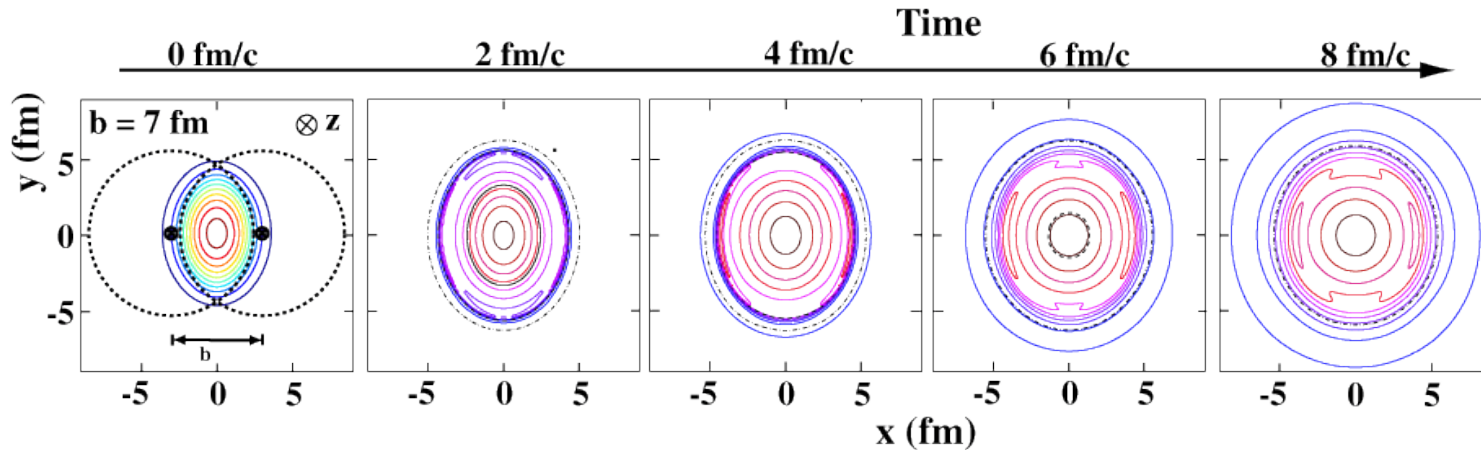 Time
0 fm/c 2 fm/c 4 fm/c 6 fm/c 8 fm/c
b = 7 fm ⊗ z
y (fm)
5
0
-5
b
-5 0 5 -5 0 5 -5 0 5 -5 0 5 -5 0 5
x (fm)